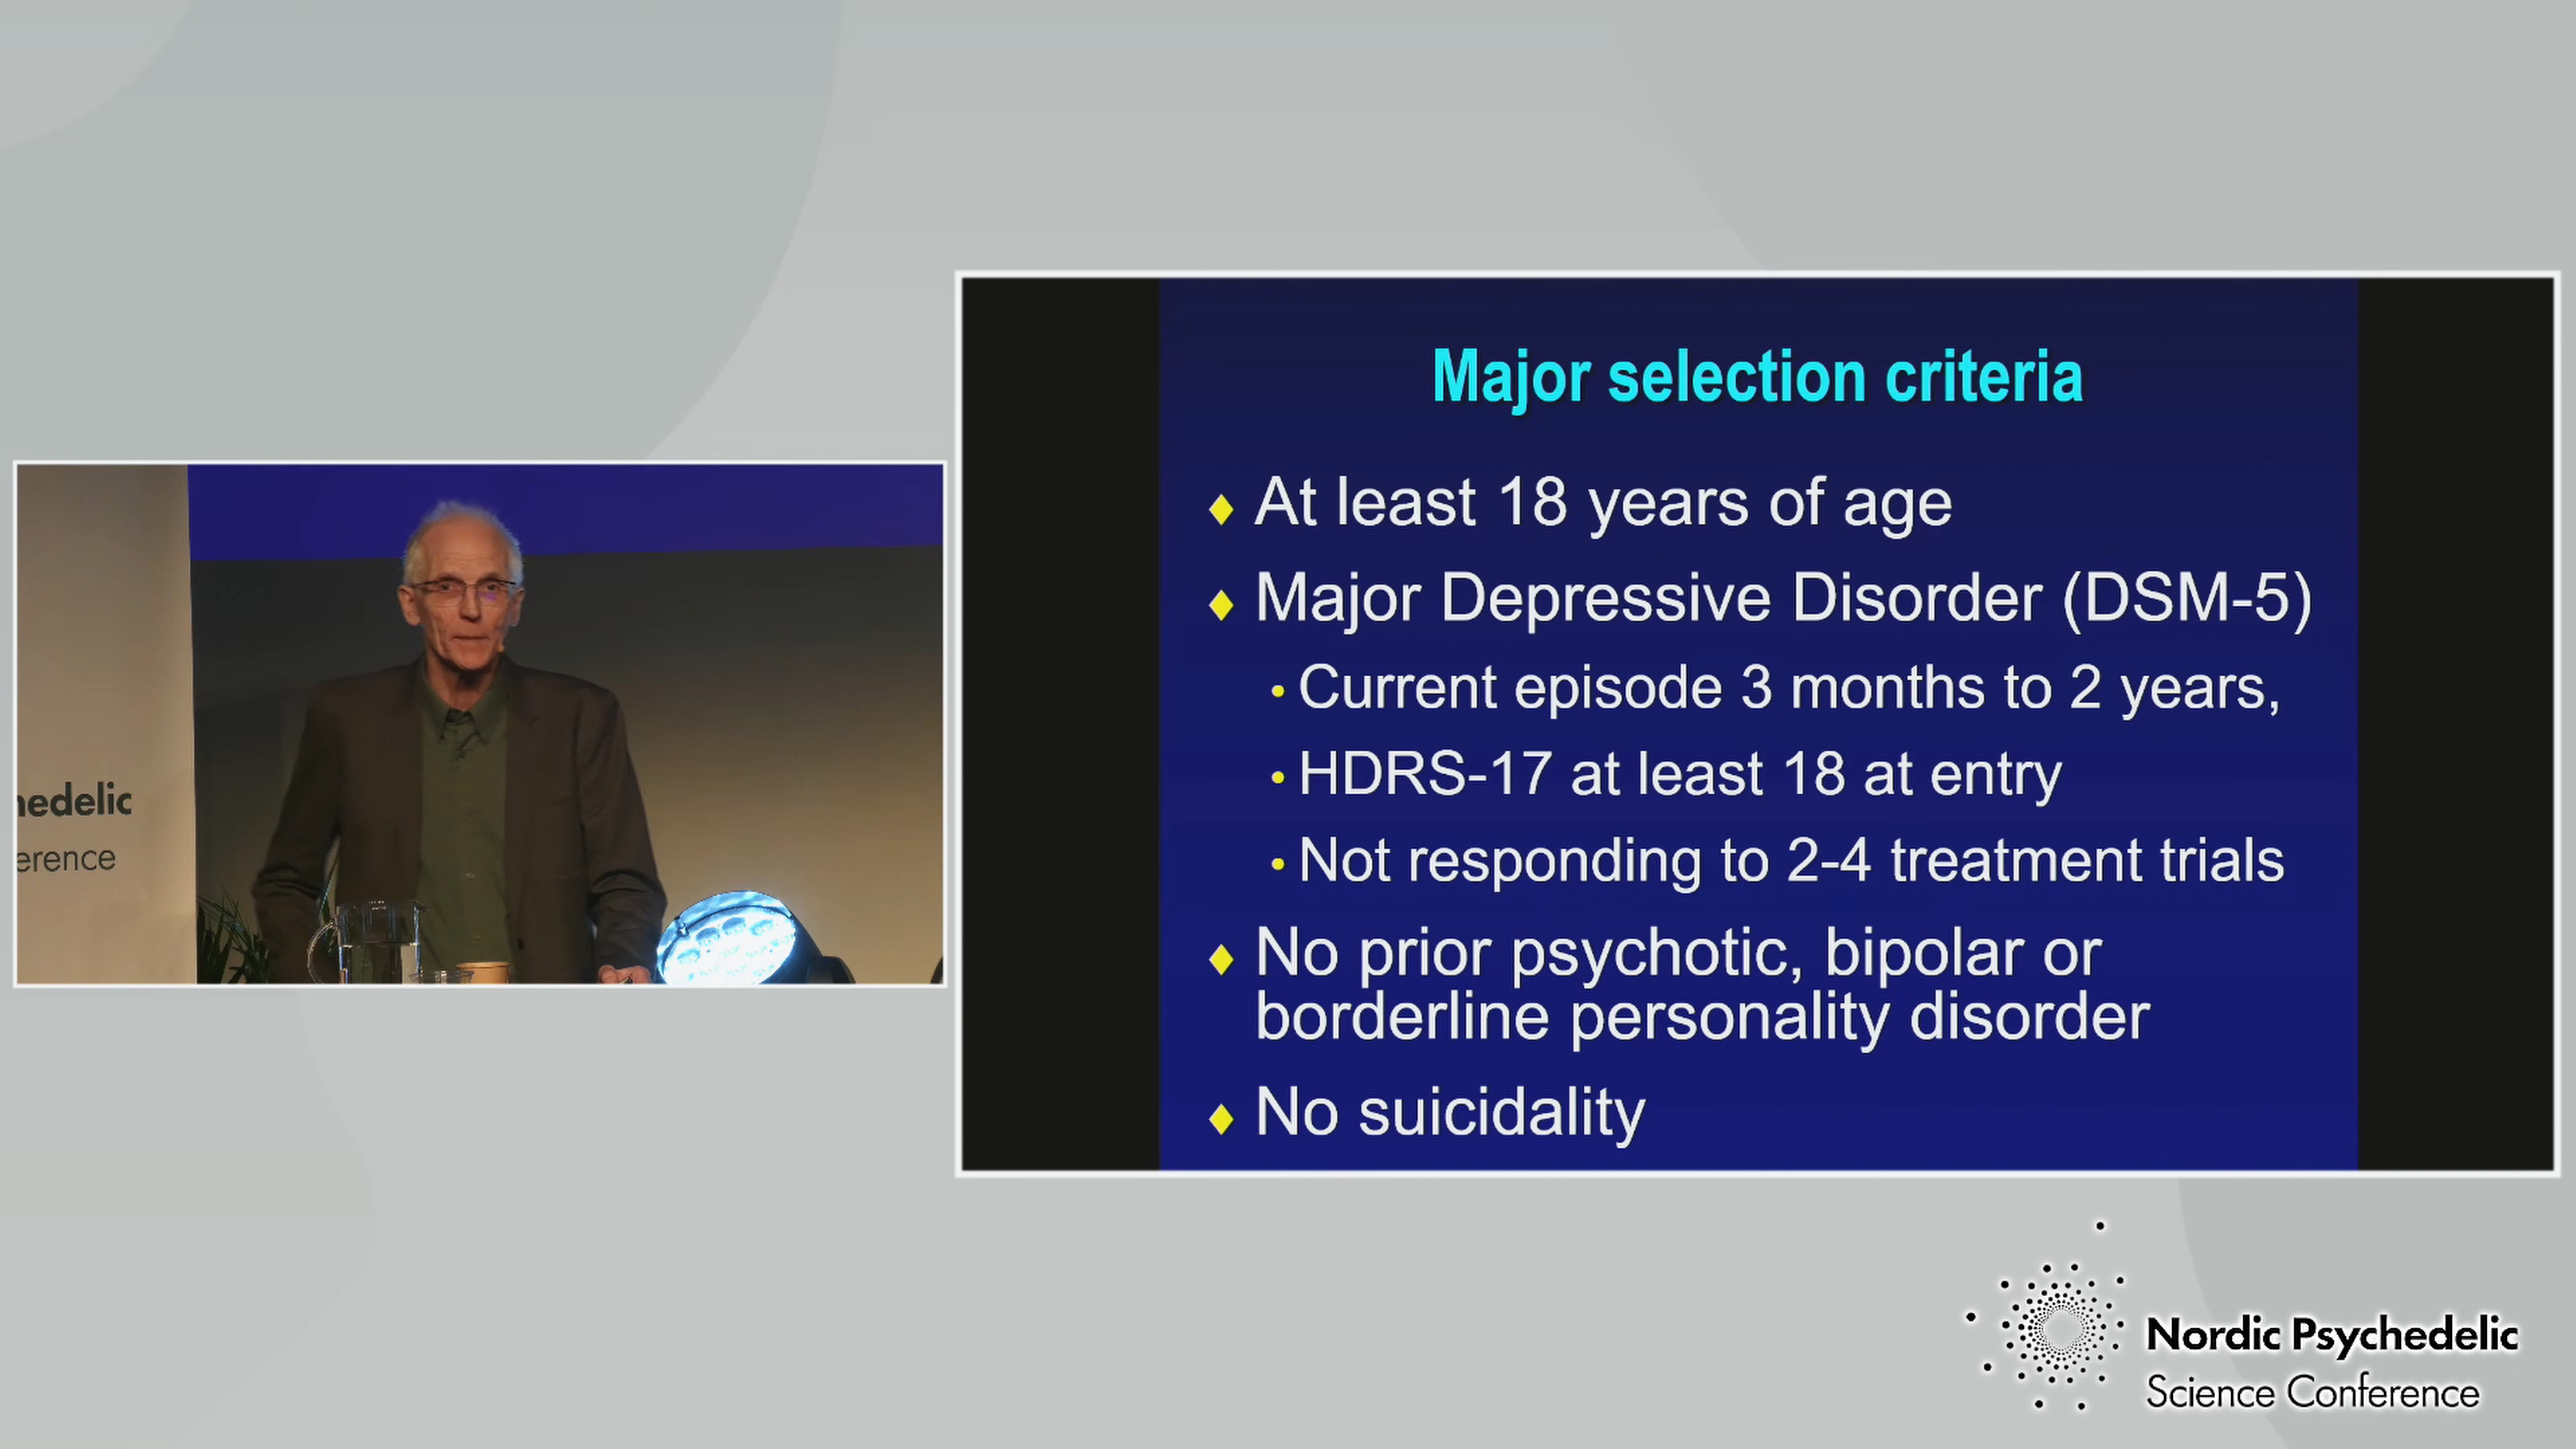 hedelic
erence
Major selection criteria
At least 18 years of age
Major Depressive Disorder (DSM-5)
Current episode 3 months to 2 years,
HDRS-17 at least 18 at entry
Not responding to 2-4 treatment trials
No prior psychotic, bipolar or
borderline personality disorder
No suicidality
Nordic Psychedelic
Science Conference